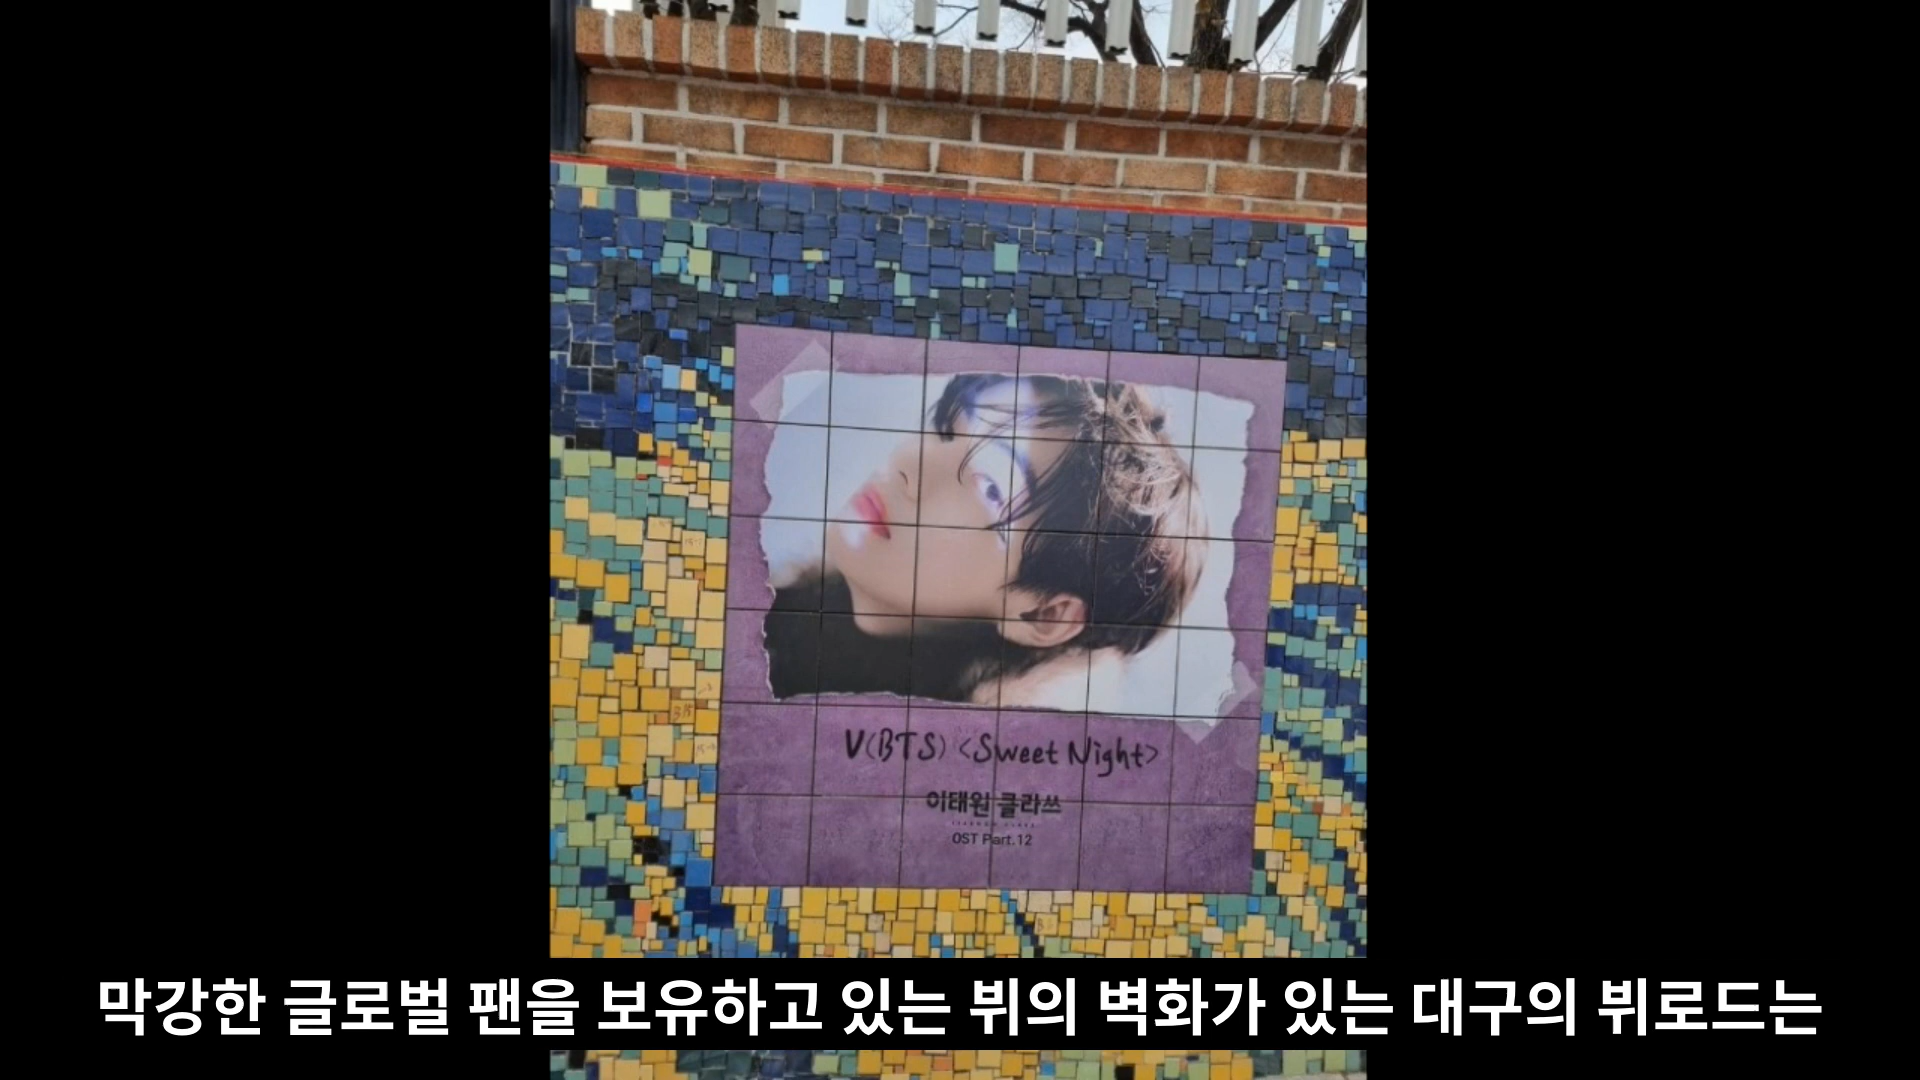 V(BTS) <Sweet Night>
이태원 클라쓰
OST Part.12
막강한 글로벌 팬을 보유하고 있는 뷔의 벽화가 있는 대구의 뷔로드는